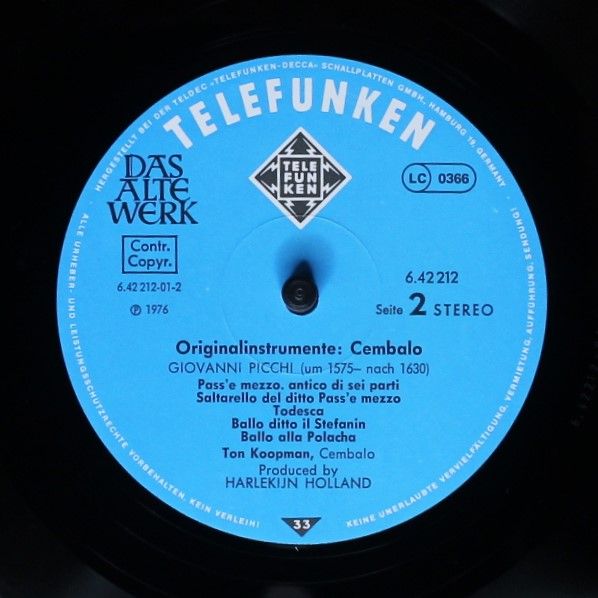 HERGESTELLT BEI DER TELDEC »TELEFUNKEN-DECCA« SCHALLPLATTEN GMBH, HAMBURG 19, GERMANY
TELEFUNKEN
TELE
FUN
KEN
DAS
ALTE
WERK
LC 0366
Contr.
Copyr.
6.42 212-01-2
℗ 1976
6.42 212
Seite 2 STEREO
Originalinstrumente: Cembalo
GIOVANNI PICCHI (um 1575– nach 1630)
Pass'e mezzo. antico di sei parti
Saltarello del ditto Pass'e mezzo
Todesca
Ballo ditto il Stefanin
Ballo alla Polacha
Ton Koopman, Cembalo
Produced by
HARLEKIJN HOLLAND
33
ALLE URHEBER- UND LEISTUNGSSCHUTZRECHTE VORBEHALTEN. KEIN VERLEIH!
KEINE UNERLAUBTE VERVIELFÄLTIGUNG, VERMIETUNG, AUFFÜHRUNG, SENDUNG!